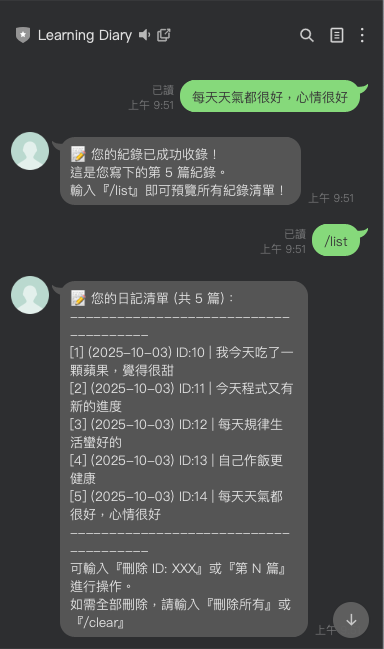 Learning Diary
已讀
上午 9:51
每天天氣都很好，心情很好
📝 您的紀錄已成功收錄！
這是您寫下的第 5 篇紀錄。
輸入『/list』即可預覽所有紀錄清單！
上午 9:51
已讀
上午 9:51
/list
📝 您的日記清單 (共 5 篇)：
----------------------------
----------
[1] (2025-10-03) ID:10 | 我今天吃了一
顆蘋果，覺得很甜
[2] (2025-10-03) ID:11 | 今天程式又有
新的進度
[3] (2025-10-03) ID:12 | 每天規律生
活蠻好的
[4] (2025-10-03) ID:13 | 自己作飯更
健康
[5] (2025-10-03) ID:14 | 每天天氣都
很好，心情很好
----------------------------
----------
可輸入『刪除 ID: XXX』或『第 N 篇』
進行操作。
如需全部刪除，請輸入『刪除所有』或
『/clear』
上午